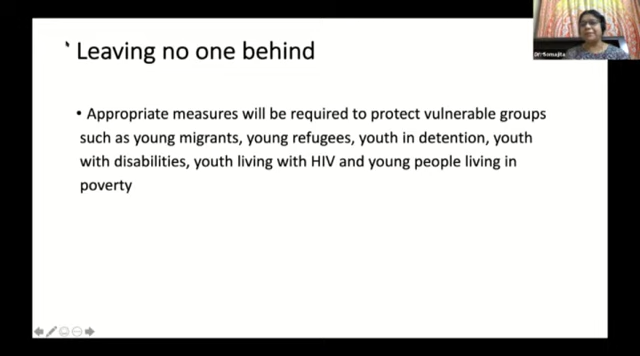 Leaving no one behind
• Appropriate measures will be required to protect vulnerable groups
such as young migrants, young refugees, youth in detention, youth
with disabilities, youth living with HIV and young people living in
poverty